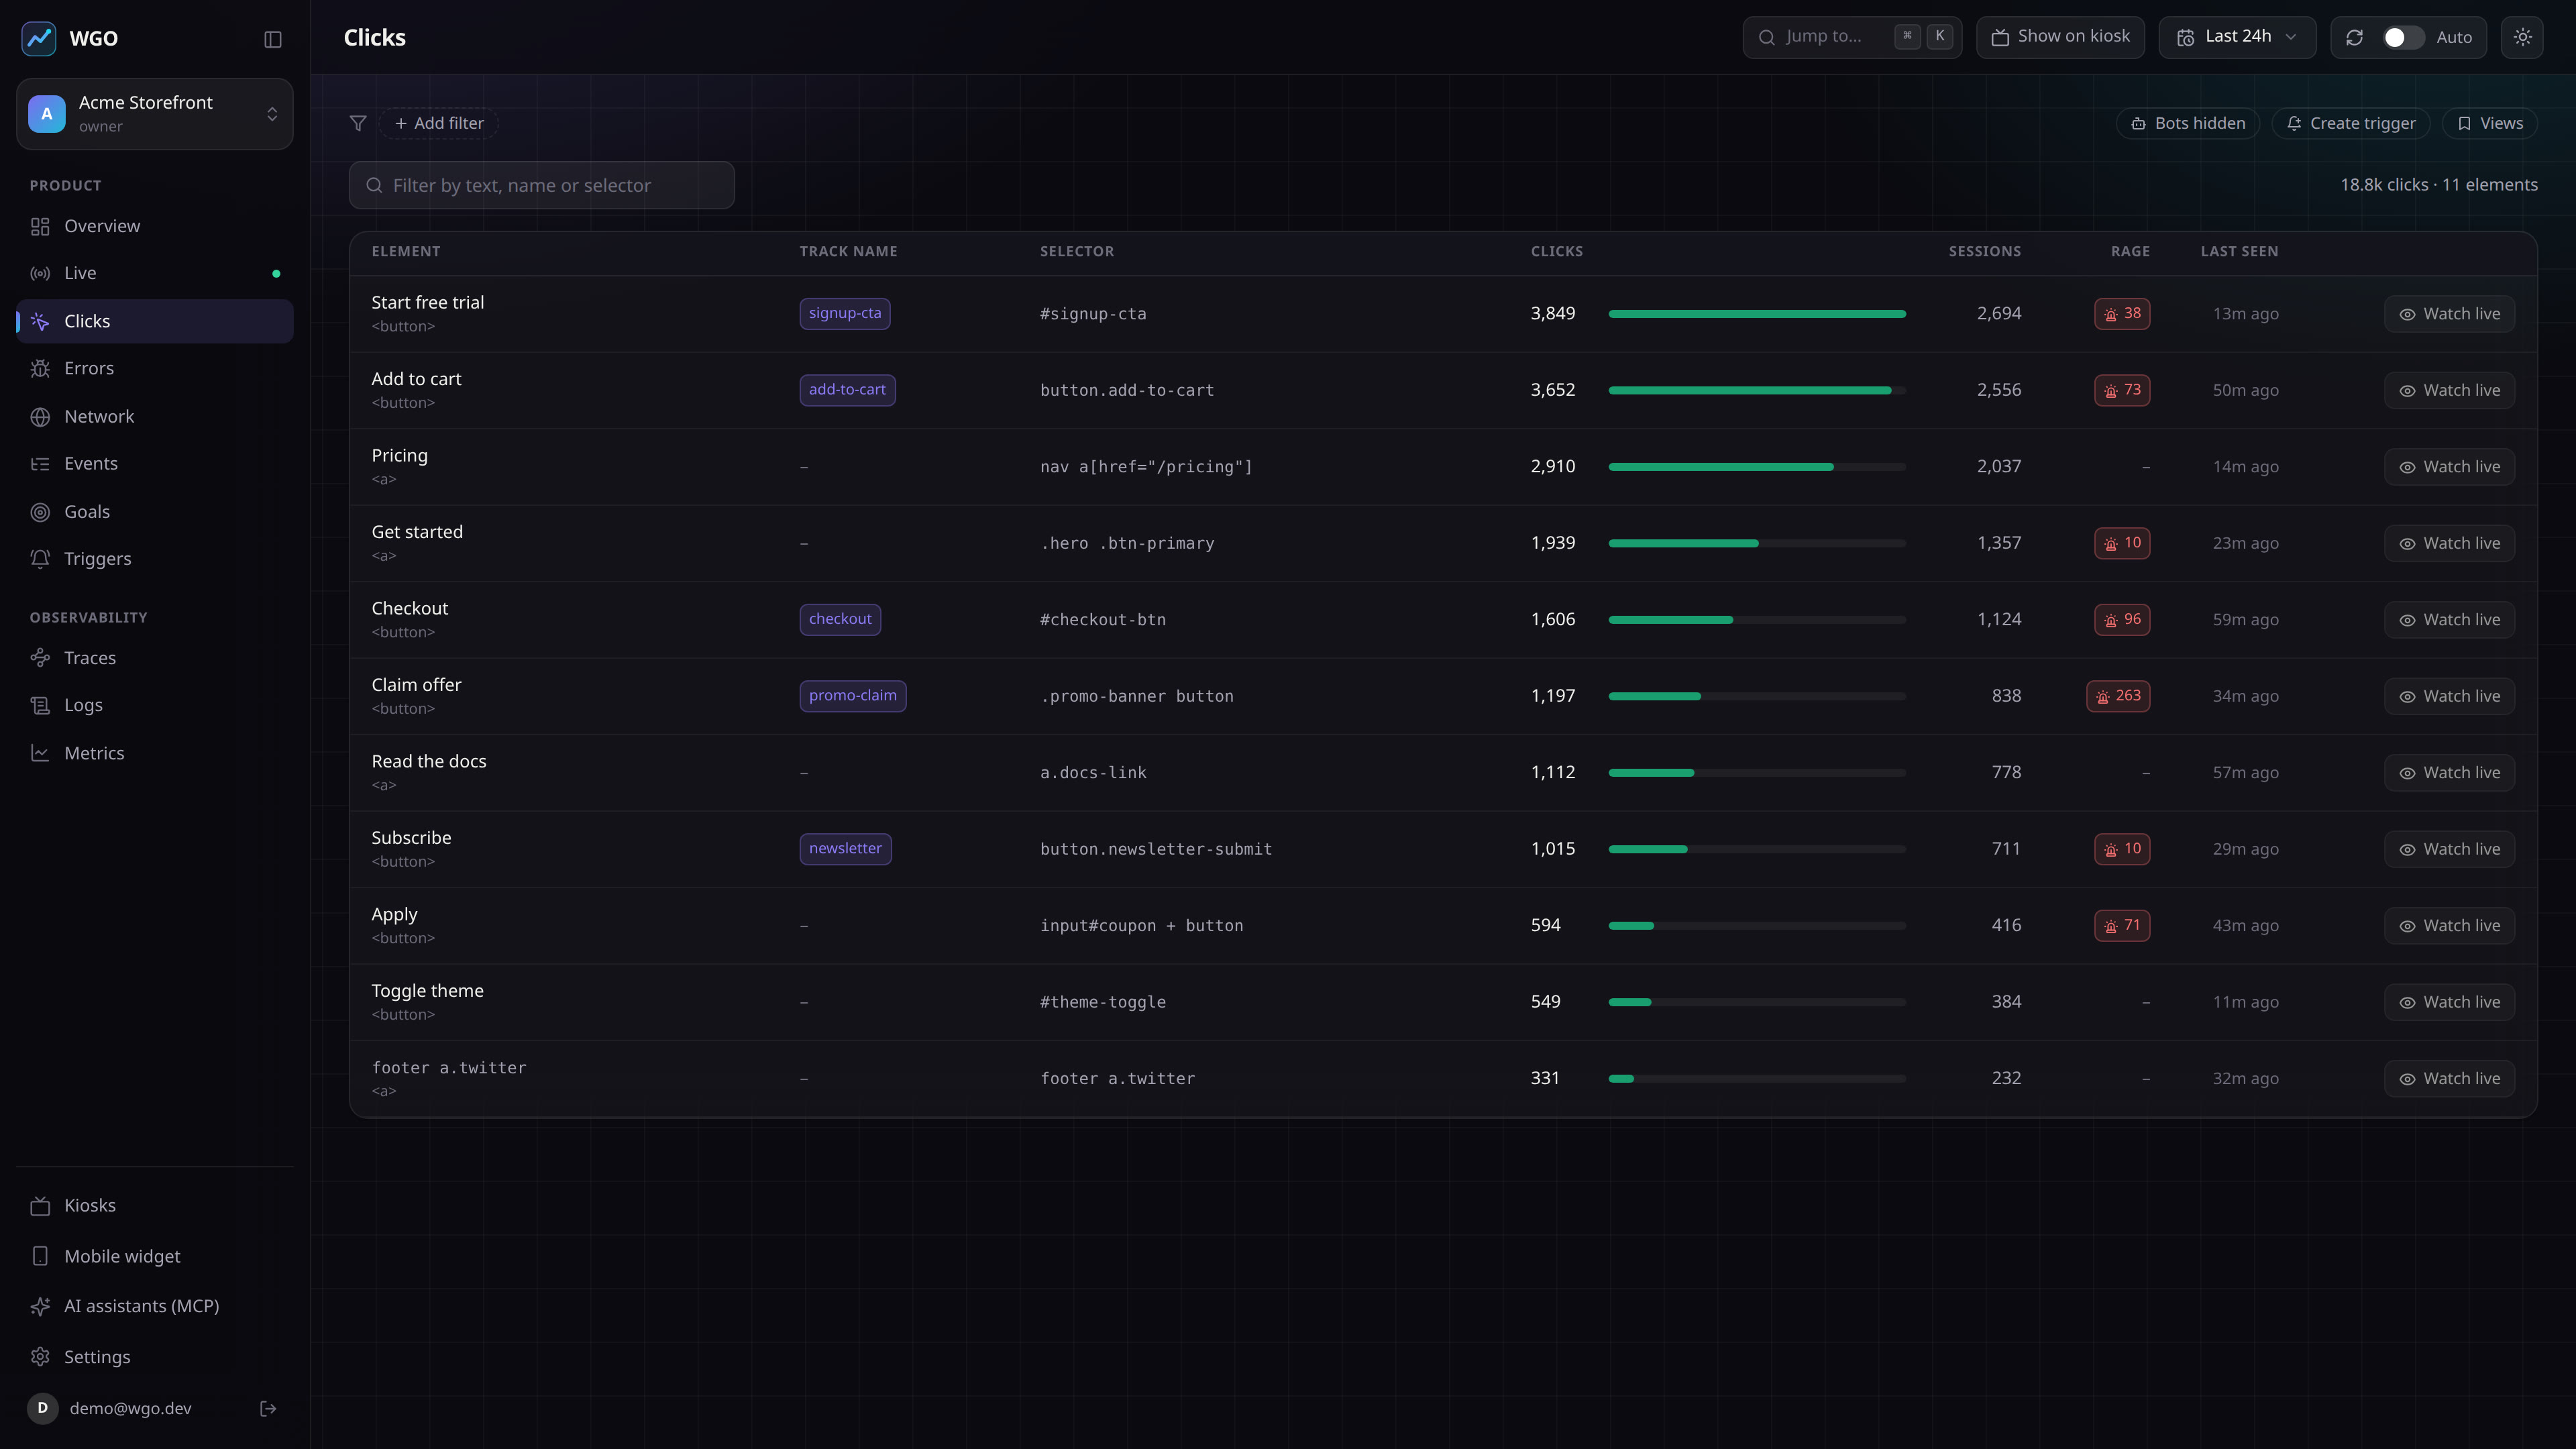 WGO
Clicks
Jump to...
⌘ K
Show on kiosk
Last 24h
Auto
A
Acme Storefront
owner
PRODUCT
Overview
Live
Clicks
Errors
Network
Events
Goals
Triggers
OBSERVABILITY
Traces
Logs
Metrics
Kiosks
Mobile widget
AI assistants (MCP)
Settings
D demo@wgo.dev
+ Add filter
Bots hidden
Create trigger
Views
Filter by text, name or selector
18.8k clicks · 11 elements
ELEMENT TRACK NAME SELECTOR CLICKS SESSIONS RAGE LAST SEEN
Start free trial
<button>
signup-cta #signup-cta 3,849 2,694 38 13m ago Watch live
Add to cart
<button>
add-to-cart button.add-to-cart 3,652 2,556 73 50m ago Watch live
Pricing
<a>
– nav a[href="/pricing"] 2,910 2,037 – 14m ago Watch live
Get started
<a>
– .hero .btn-primary 1,939 1,357 10 23m ago Watch live
Checkout
<button>
checkout #checkout-btn 1,606 1,124 96 59m ago Watch live
Claim offer
<button>
promo-claim .promo-banner button 1,197 838 263 34m ago Watch live
Read the docs
<a>
– a.docs-link 1,112 778 – 57m ago Watch live
Subscribe
<button>
newsletter button.newsletter-submit 1,015 711 10 29m ago Watch live
Apply
<button>
– input#coupon + button 594 416 71 43m ago Watch live
Toggle theme
<button>
– #theme-toggle 549 384 – 11m ago Watch live
footer a.twitter
<a>
– footer a.twitter 331 232 – 32m ago Watch live